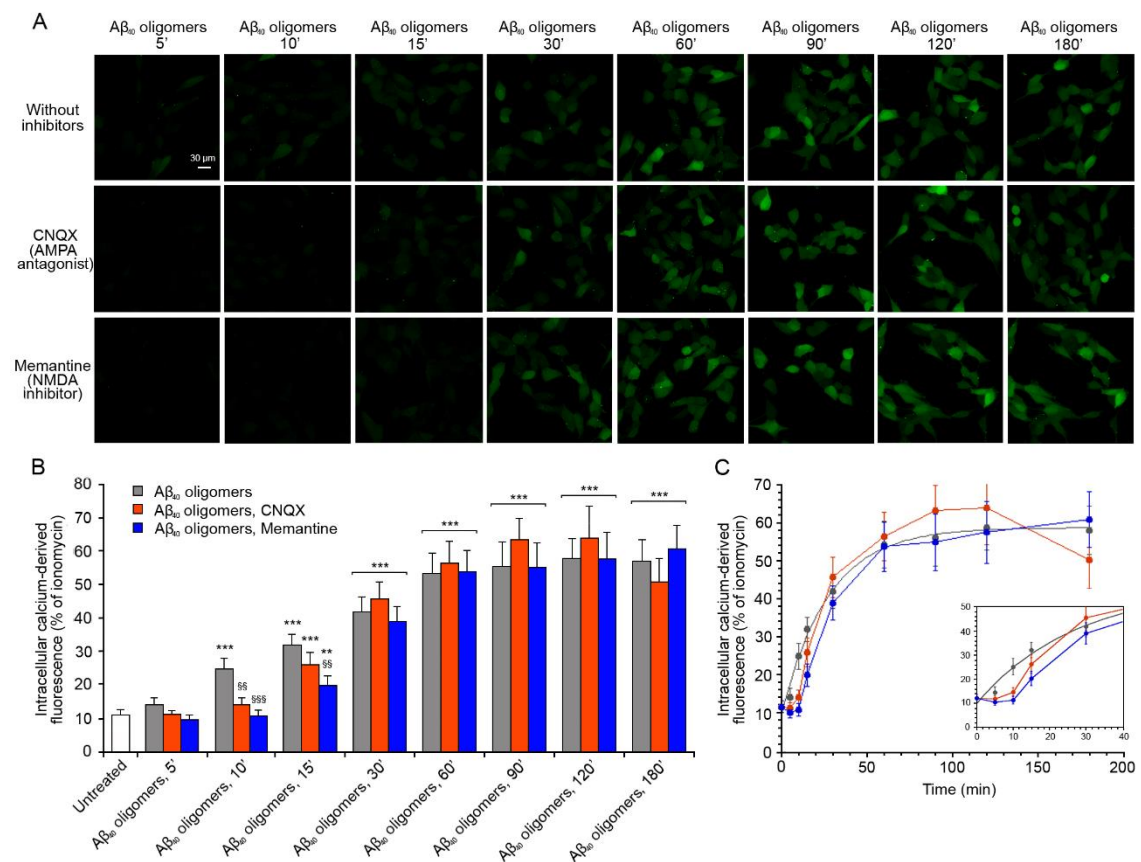 A
Aβ₄₀ oligomers
5'
Aβ₄₀ oligomers
10'
Aβ₄₀ oligomers
15'
Aβ₄₀ oligomers
30'
Aβ₄₀ oligomers
60'
Aβ₄₀ oligomers
90'
Aβ₄₀ oligomers
120'
Aβ₄₀ oligomers
180'
Without
inhibitors
30 µm
CNQX
(AMPA
antagonist)
Memantine
(NMDA
inhibitor)
B
Intracellular calcium-derived
fluorescence (% of ionomycin)
80
70
60
50
40
30
20
10
0
Aβ₄₀ oligomers
Aβ₄₀ oligomers, CNQX
Aβ₄₀ oligomers, Memantine
***
§§
§§§
***
***
**
§§
***
***
***
***
***
Untreated
Aβ₄₀ oligomers, 5'
Aβ₄₀ oligomers, 10'
Aβ₄₀ oligomers, 15'
Aβ₄₀ oligomers, 30'
Aβ₄₀ oligomers, 60'
Aβ₄₀ oligomers, 90'
Aβ₄₀ oligomers, 120'
Aβ₄₀ oligomers, 180'
C
Intracellular calcium-derived
fluorescence (% of ionomycin)
70
60
50
40
30
20
10
0
0
50
100
150
200
Time (min)
50
40
30
20
10
0
0
10
20
30
40